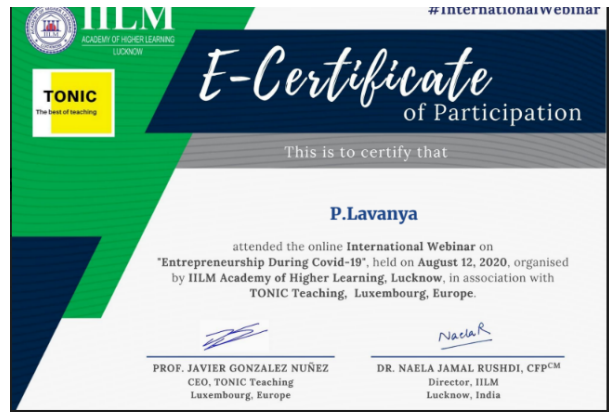 #InternationalWebinar
IILM
ACADEMY OF HIGHER LEARNING
LUCKNOW
TONIC
The best of teaching
E-Certificate
of Participation
This is to certify that
P.Lavanya
attended the online International Webinar on
"Entrepreneurship During Covid-19", held on August 12, 2020, organised
by IILM Academy of Higher Learning, Lucknow, in association with
TONIC Teaching, Luxembourg, Europe.
NaelaR
PROF. JAVIER GONZALEZ NUÑEZ
CEO, TONIC Teaching
Luxembourg, Europe
DR. NAELA JAMAL RUSHDI, CFPCM
Director, IILM
Lucknow, India